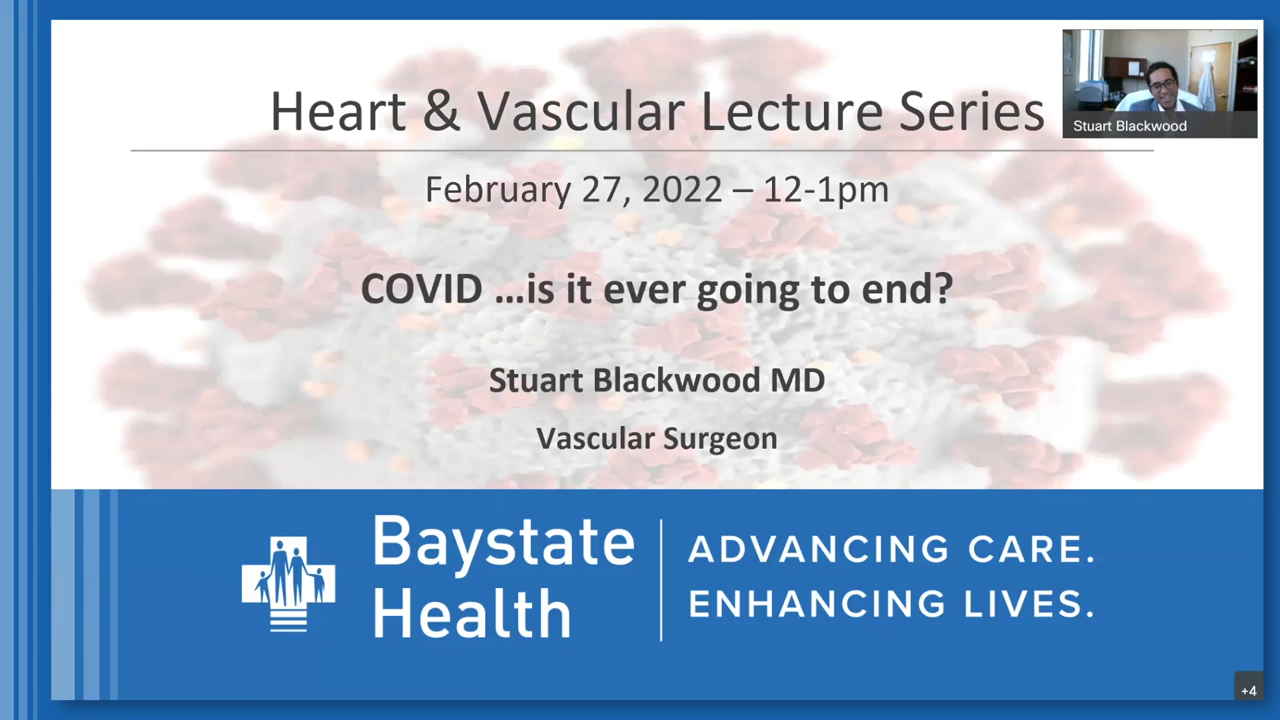 Heart & Vascular Lecture Series
Stuart Blackwood
February 27, 2022 – 12-1pm
COVID ...is it ever going to end?
Stuart Blackwood MD
Vascular Surgeon
Baystate
Health
ADVANCING CARE.
ENHANCING LIVES.
+4